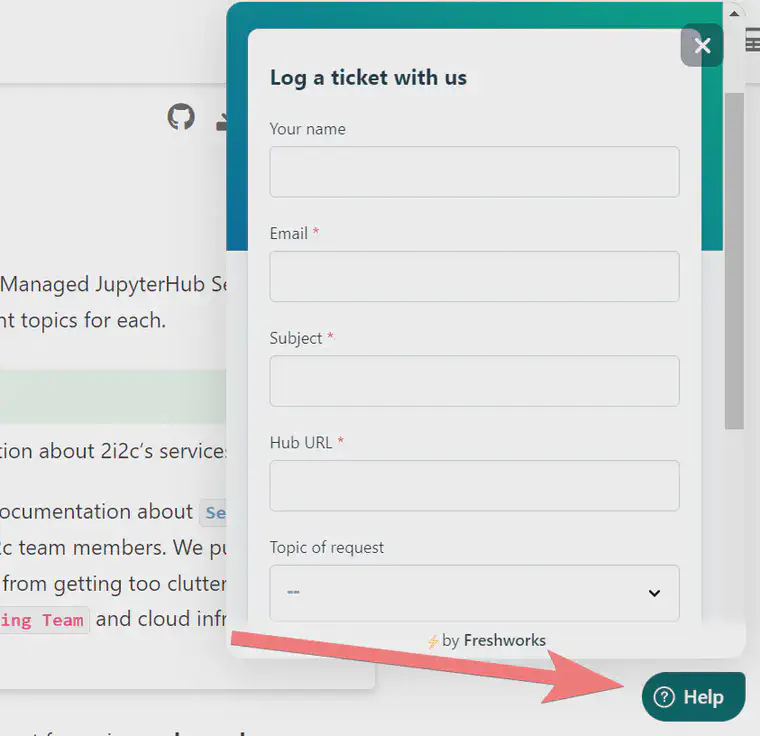 Log a ticket with us
Your name
Email *
Subject *
Hub URL *
Topic of request
--
⚡by Freshworks
Help
Managed JupyterHub
nt topics for each.
tion about 2i2c’s services
ocumentation about Se
2c team members. We pu
from getting too clutter
ing Team and cloud infr